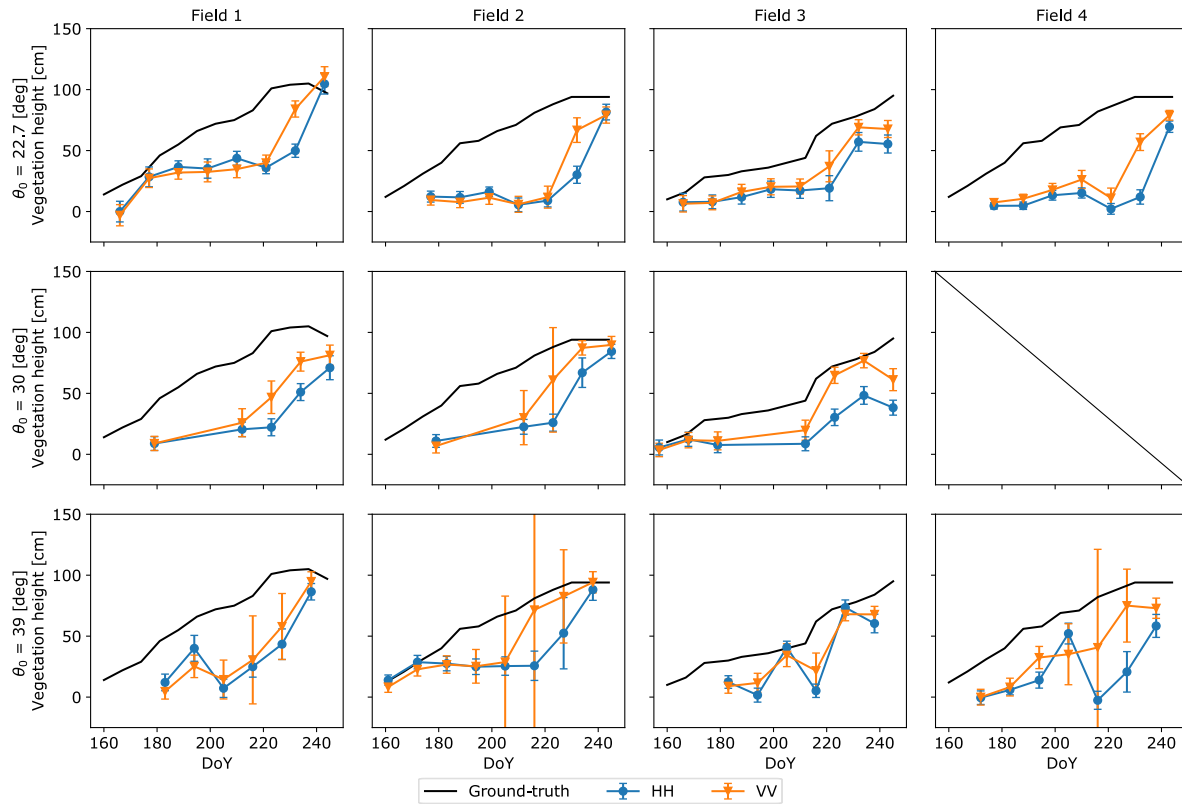 Field 1 Field 2 Field 3 Field 4
θ₀ = 22.7 [deg]
Vegetation height [cm]
150
100
50
0
θ₀ = 30 [deg]
Vegetation height [cm]
150
100
50
0
θ₀ = 39 [deg]
Vegetation height [cm]
150
100
50
0
160 180 200 220 240 160 180 200 220 240 160 180 200 220 240 160 180 200 220 240
DoY DoY DoY DoY
Ground-truth HH VV